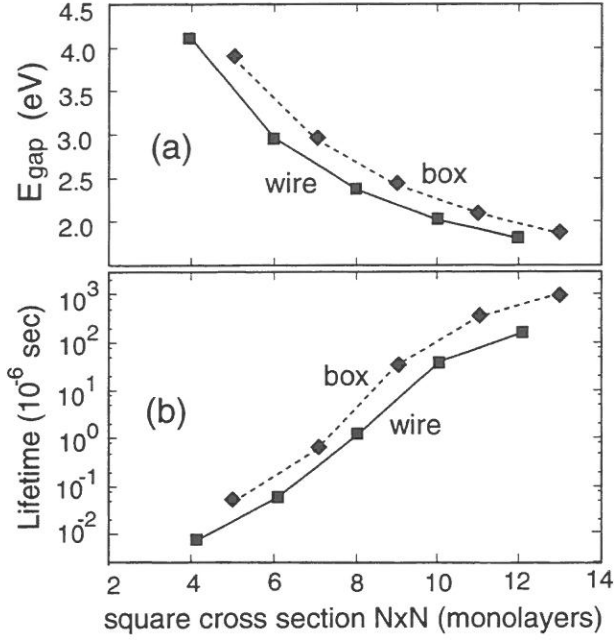 4.5
4.0
3.5
3.0
2.5
2.0
E_gap (eV)
(a)
wire
box
10^3
10^2
10^1
10^0
10^-1
10^-2
Lifetime (10^-6 sec)
(b)
box
wire
2 4 6 8 10 12 14
square cross section NxN (monolayers)